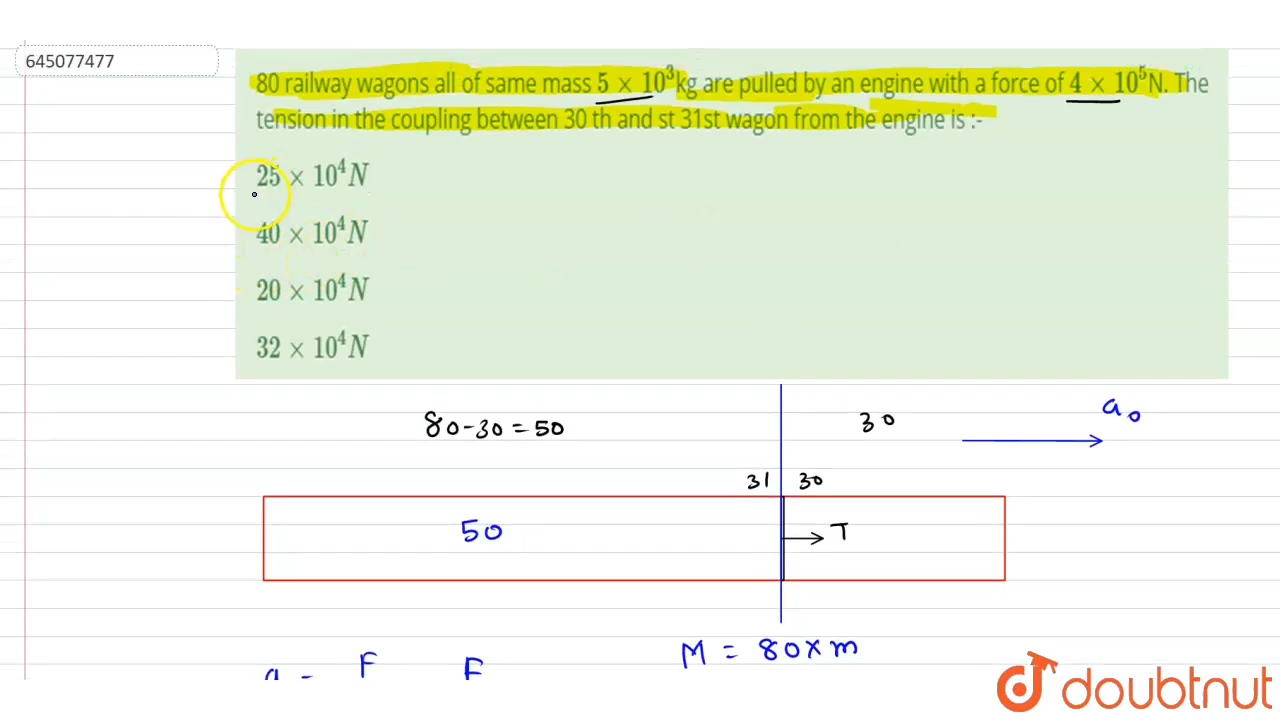 645077477
80 railway wagons all of same mass 5 × 10³kg are pulled by an engine with a force of 4 × 10⁵N. The
tension in the coupling between 30 th and st 31st wagon from the engine is :-
25 × 10⁴N
40 × 10⁴N
20 × 10⁴N
32 × 10⁴N
80-30=50
30
a₀
31
30
50
T
M = 80×m
F
F
doubtnut